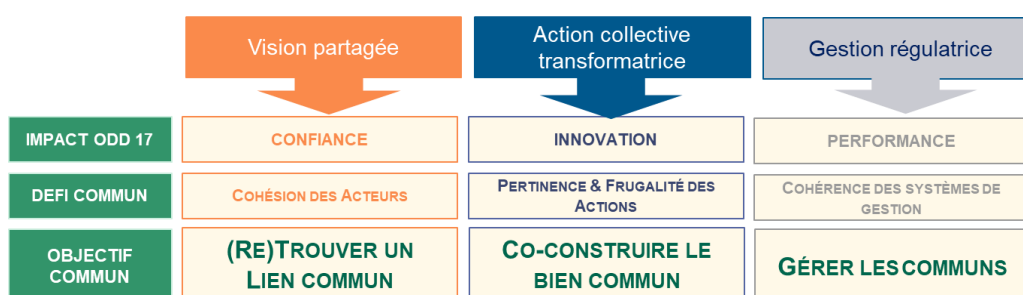 Vision partagée
Action collective
transformatrice
Gestion régulatrice
IMPACT ODD 17
CONFIANCE
INNOVATION
PERFORMANCE
DEFI COMMUN
COHÉSION DES ACTEURS
PERTINENCE & FRUGALITÉ DES
ACTIONS
COHÉRENCE DES SYSTÈMES DE
GESTION
OBJECTIF
COMMUN
(RE)TROUVER UN
LIEN COMMUN
CO-CONSTRUIRE LE
BIEN COMMUN
GÉRER LES COMMUNS